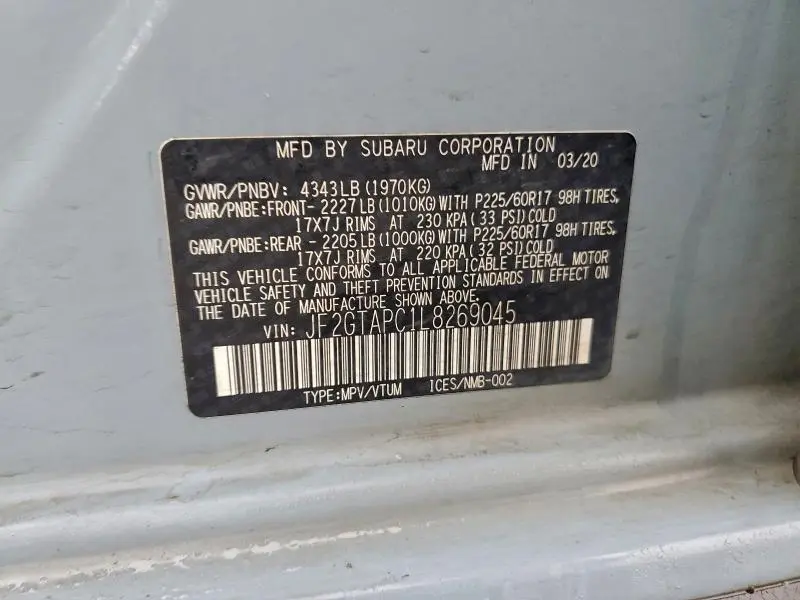 MFD BY SUBARU CORPORATION
MFD IN 03/20
GVWR/PNBV: 4343LB (1970KG)
GAWR/PNBE:FRONT- 2227LB (1010KG) WITH P225/60R17 98H TIRES,
17X7J RIMS AT 230 KPA (33 PSI) COLD
GAWR/PNBE:REAR - 2205LB (1000KG) WITH P225/60R17 98H TIRES,
17X7J RIMS AT 220 KPA (32 PSI) COLD
THIS VEHICLE CONFORMS TO ALL APPLICABLE FEDERAL MOTOR
VEHICLE SAFETY AND THEFT PREVENTION STANDARDS IN EFFECT ON
THE DATE OF MANUFACTURE SHOWN ABOVE.
VIN: JF2GTAPC1L8269045
TYPE:MPV/VTUM ICES/NMB-002